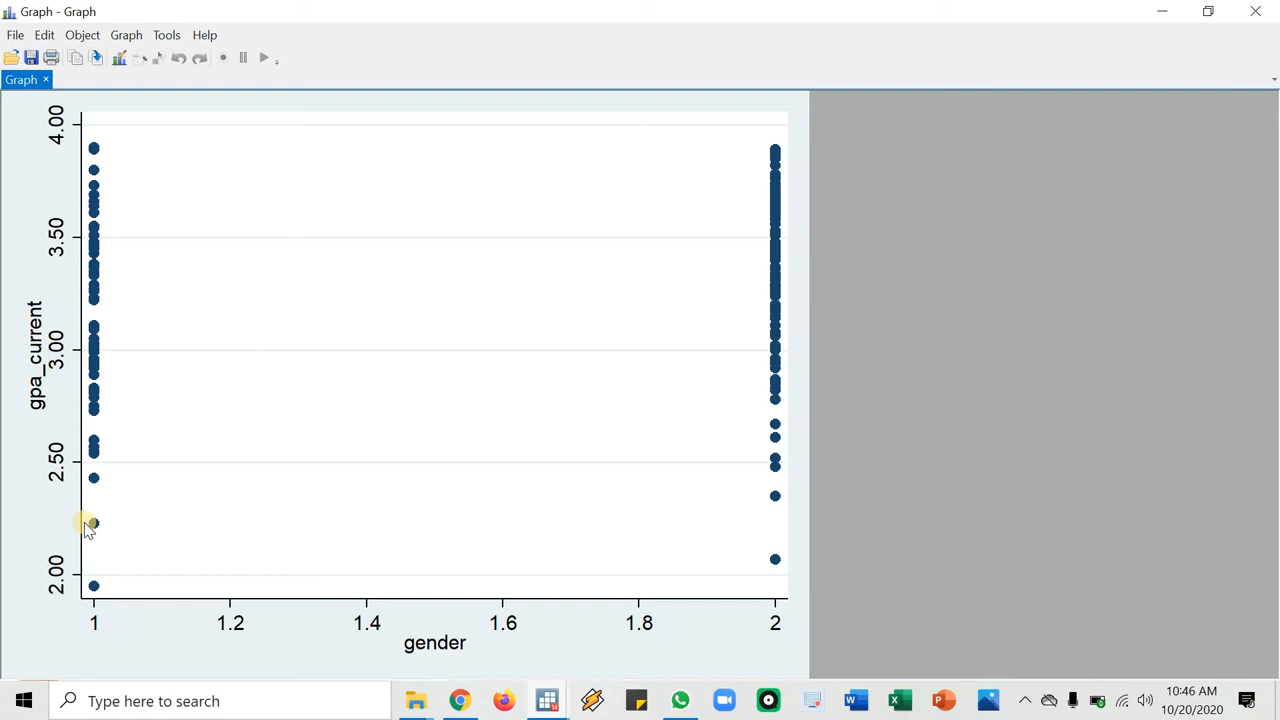 Graph - Graph
File Edit Object Graph Tools Help
Graph
4.00
3.50
3.00
2.50
2.00
gpa_current
1 1.2 1.4 1.6 1.8 2
gender
Type here to search
10:46 AM
10/20/2020